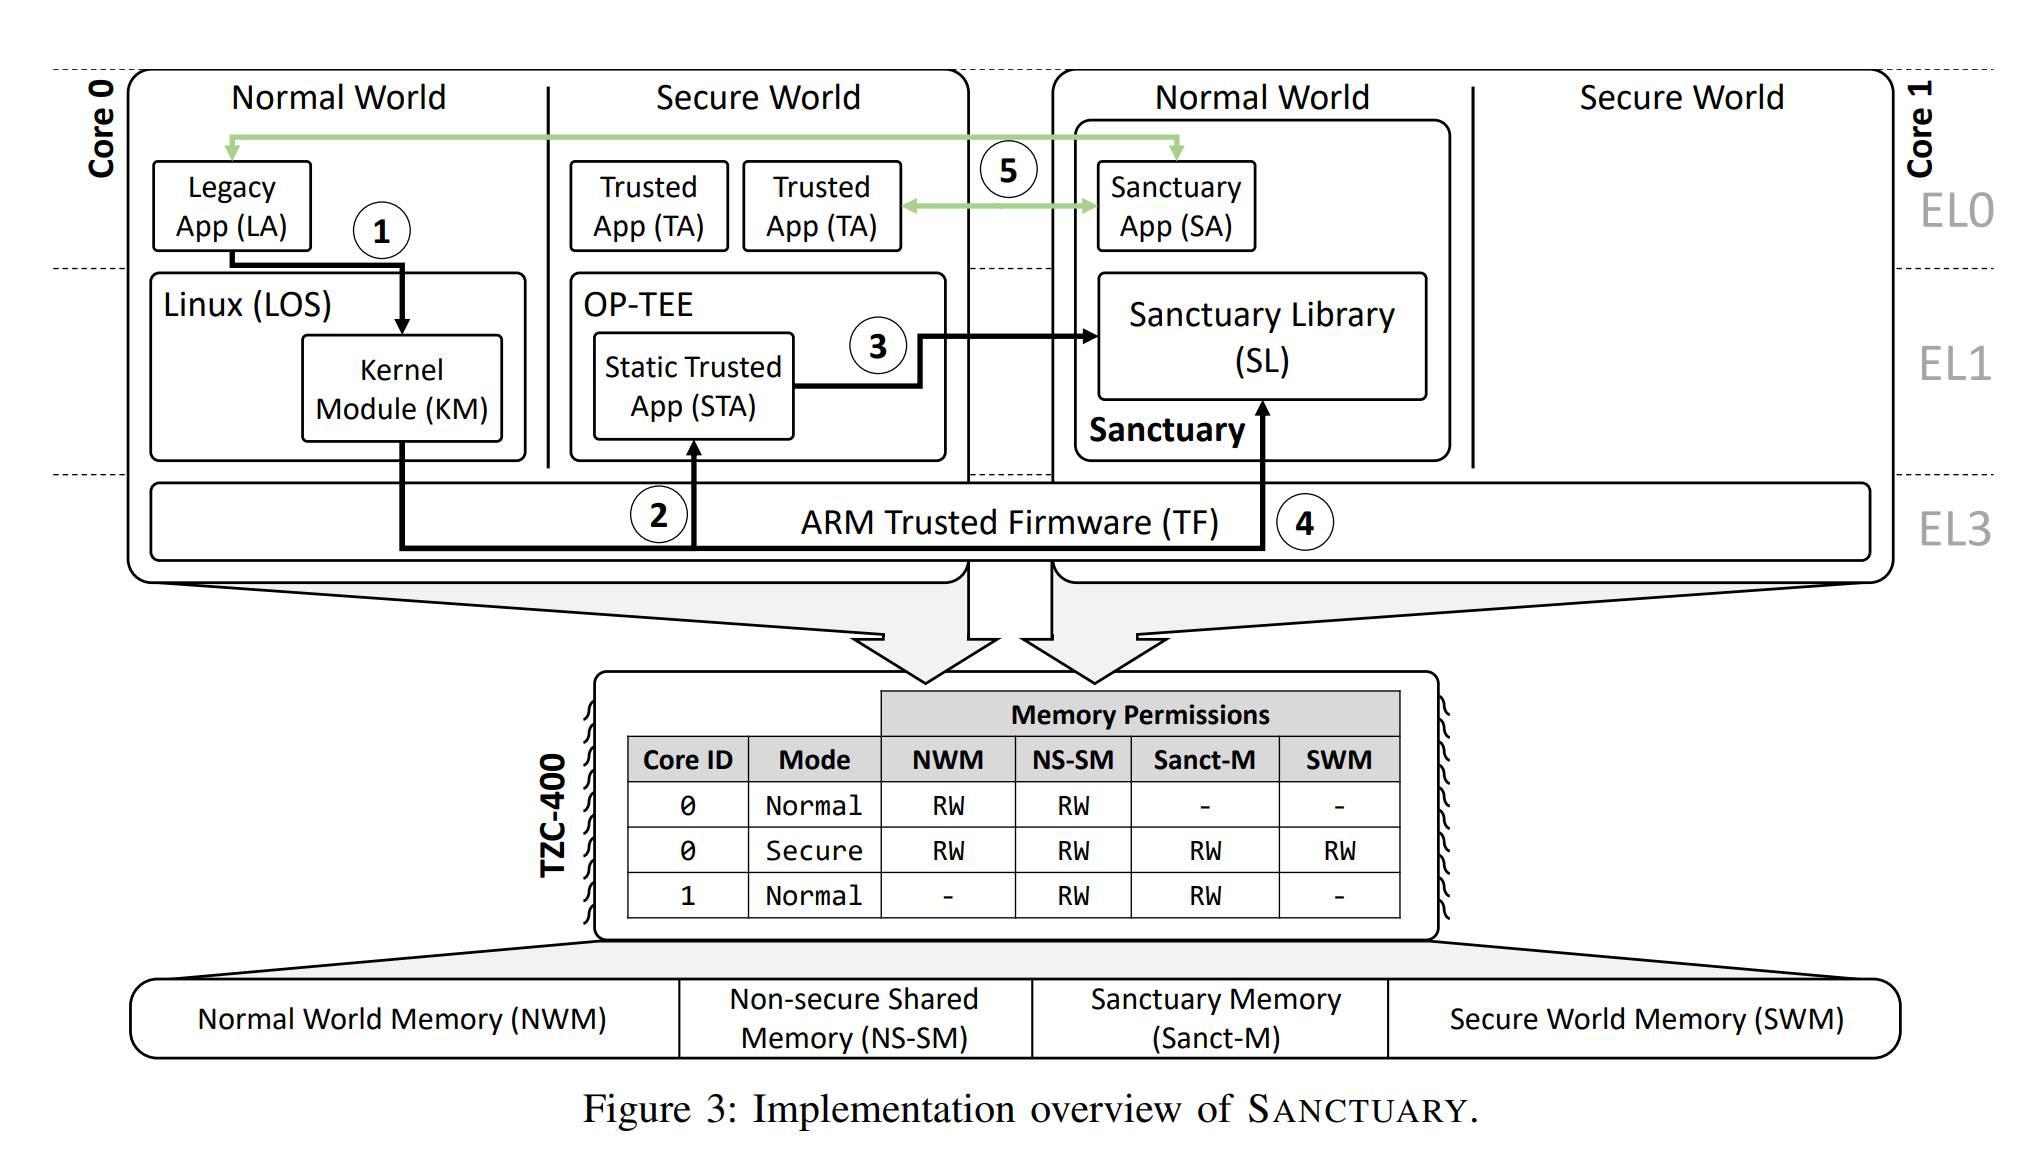 Core 0
Normal World
Secure World
Normal World
Secure World
Core 1
Legacy
App (LA)
1
Trusted
App (TA)
Trusted
App (TA)
5
Sanctuary
App (SA)
EL0
Linux (LOS)
Kernel
Module (KM)
OP-TEE
Static Trusted
App (STA)
3
Sanctuary Library
(SL)
Sanctuary
EL1
2
ARM Trusted Firmware (TF)
4
EL3
TZC-400
Memory Permissions
Core ID Mode NWM NS-SM Sanct-M SWM
0 Normal RW RW - -
0 Secure RW RW RW RW
1 Normal - RW RW -
Normal World Memory (NWM)
Non-secure Shared
Memory (NS-SM)
Sanctuary Memory
(Sanct-M)
Secure World Memory (SWM)
Figure 3: Implementation overview of SANCTUARY.